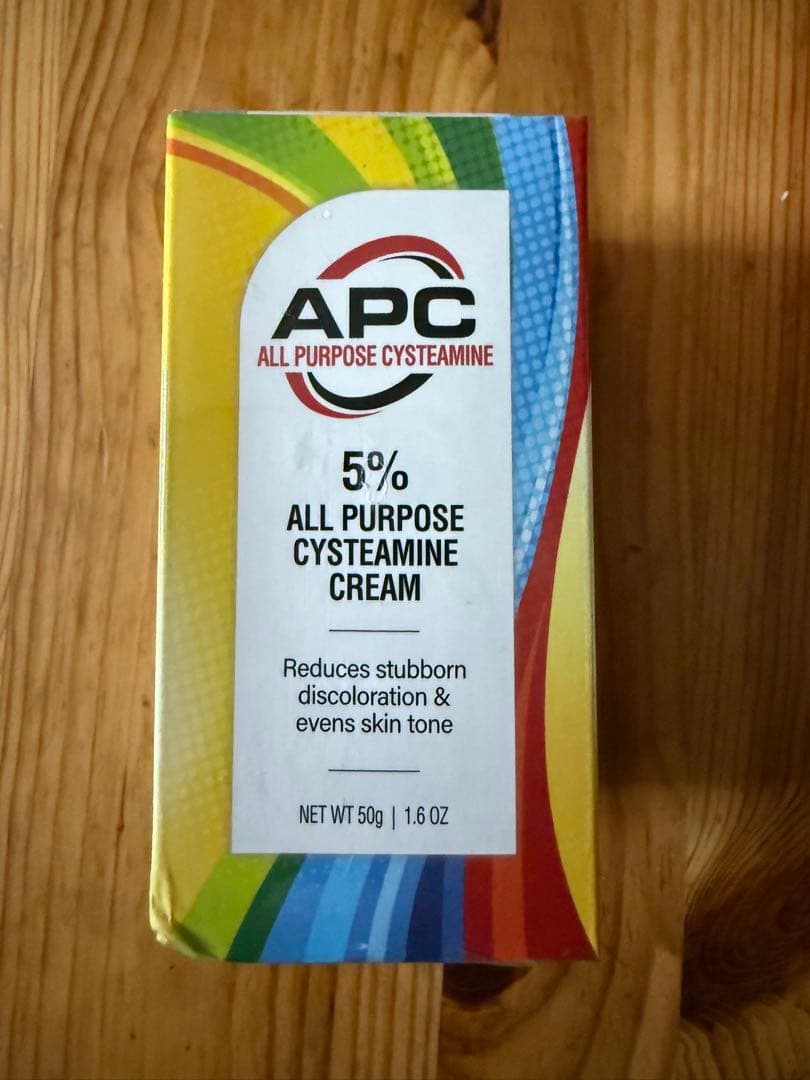 APC
ALL PURPOSE CYSTEAMINE
5%
ALL PURPOSE
CYSTEAMINE
CREAM
Reduces stubborn
discoloration &
evens skin tone
NET WT 50g | 1.6 OZ